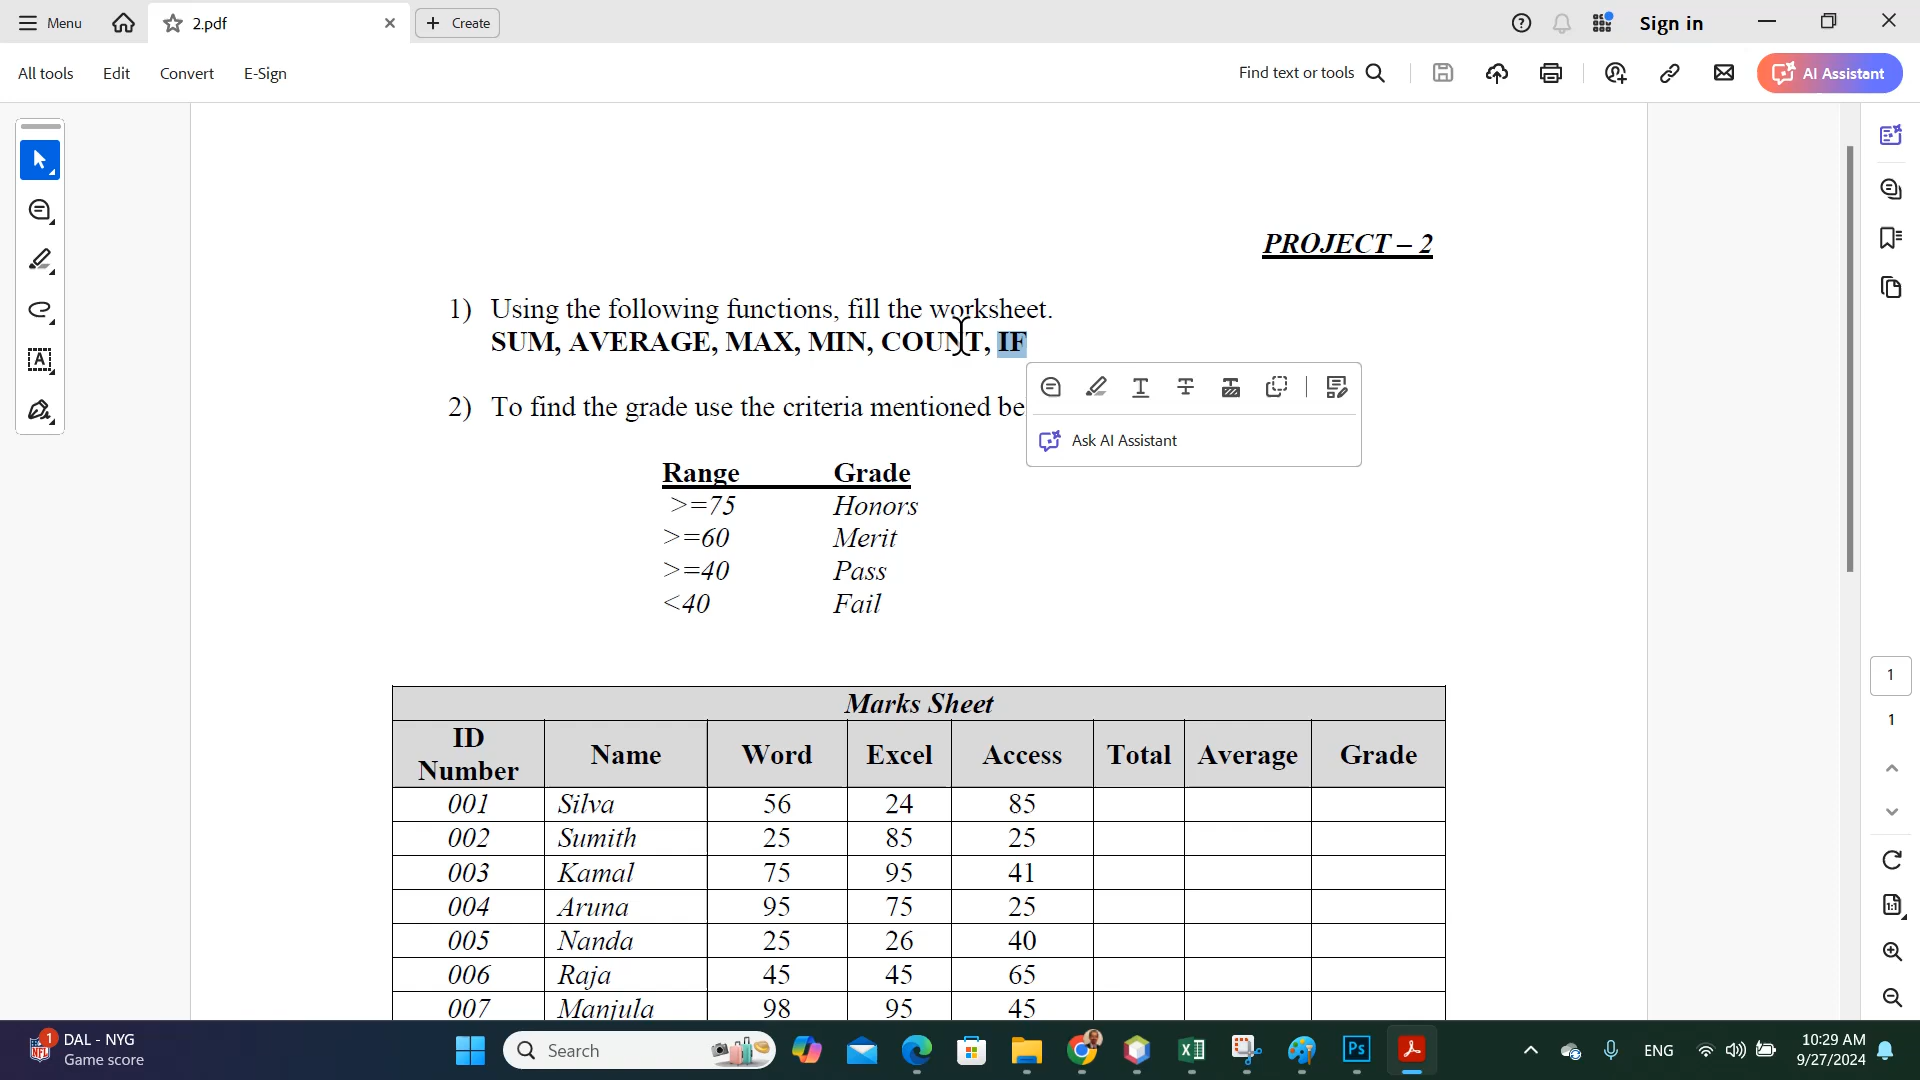 Menu
2.pdf
Create
Sign in
All tools
Edit
Convert
E-Sign
Find text or tools
AI Assistant
PROJECT – 2
1) Using the following functions, fill the worksheet.
SUM, AVERAGE, MAX, MIN, COUNT, IF
2) To find the grade use the criteria mentioned be
Ask AI Assistant
Range Grade
>=75 Honors
>=60 Merit
>=40 Pass
<40 Fail
Marks Sheet
ID Number Name Word Excel Access Total Average Grade
001 Silva 56 24 85
002 Sumith 25 85 25
003 Kamal 75 95 41
004 Aruna 95 75 25
005 Nanda 25 26 40
006 Raja 45 45 65
007 Manjula 98 95 45
1
1
1
DAL - NYG
Game score
Search
Ps
ENG
10:29 AM
9/27/2024